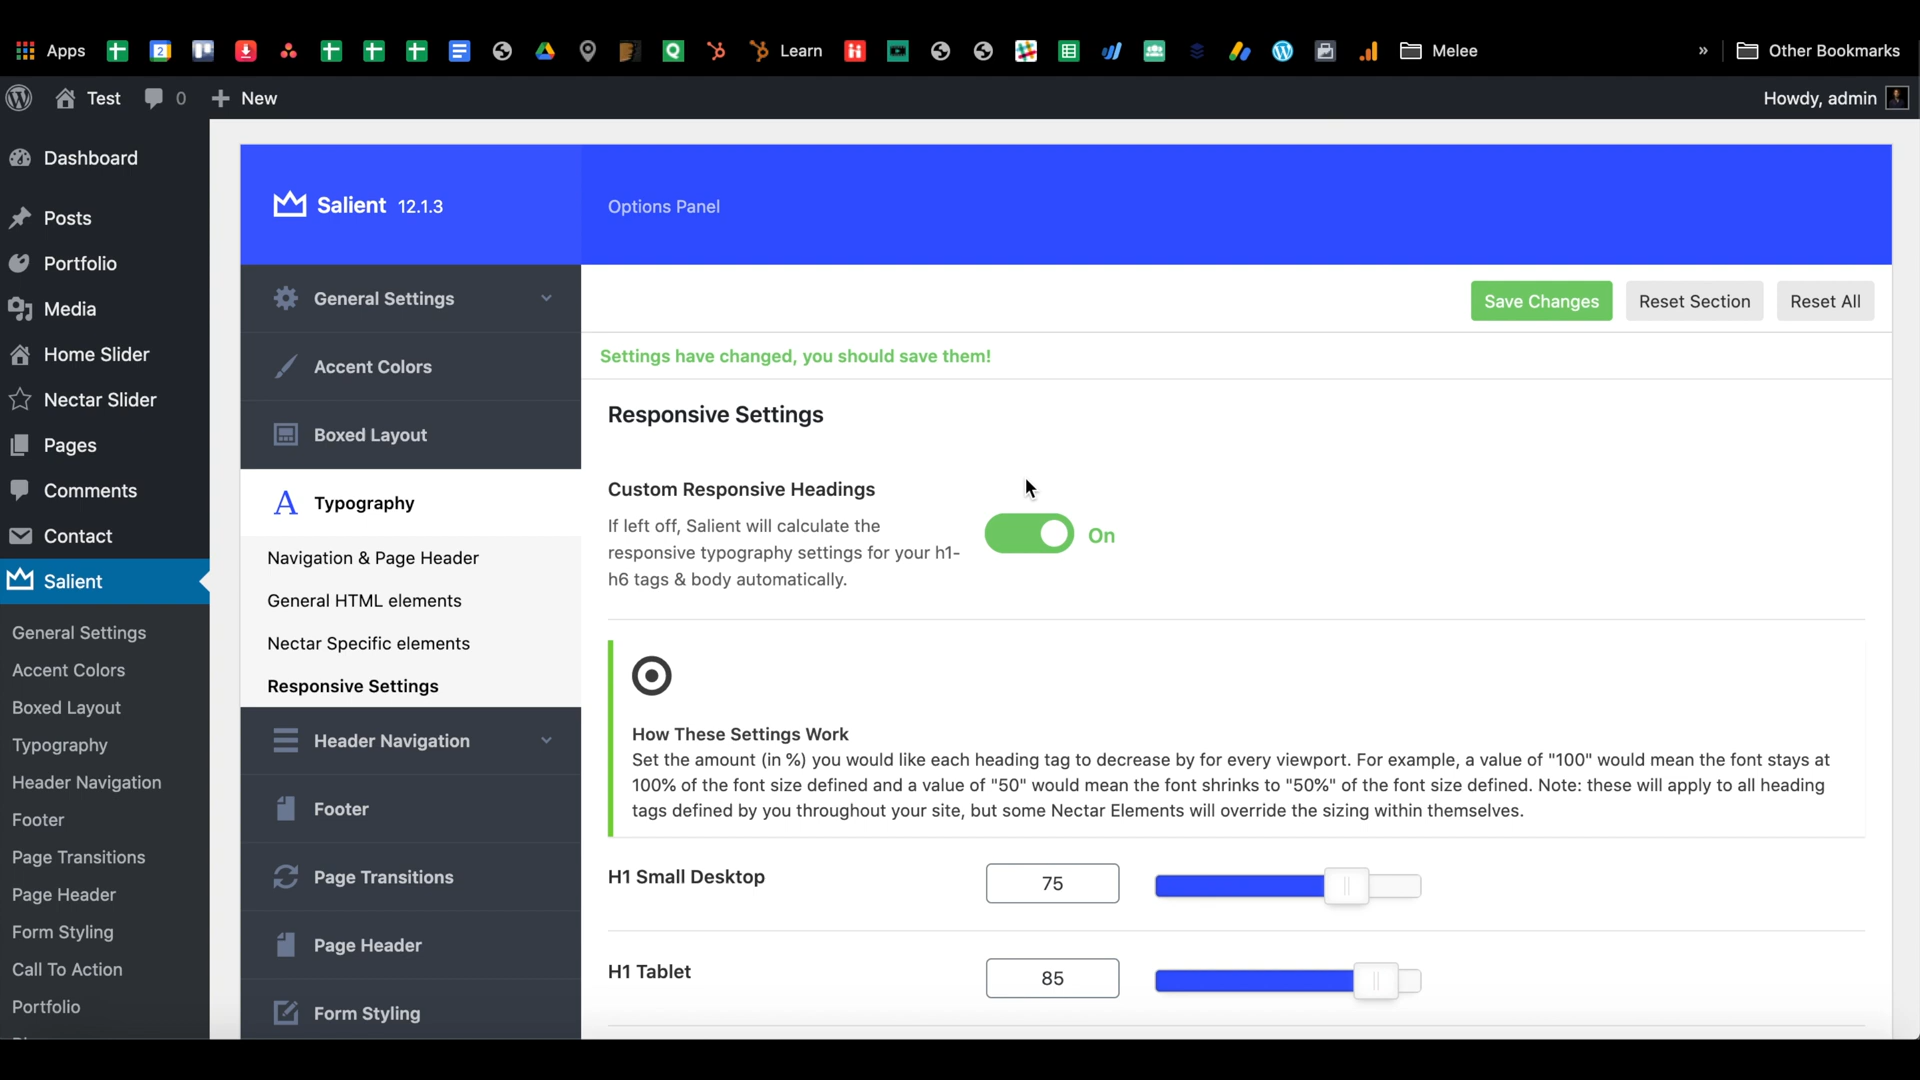 Apps
2
Learn
Melee
»
Other Bookmarks
Test
0
New
Howdy, admin
Dashboard
Posts
Portfolio
Media
Home Slider
Nectar Slider
Pages
Comments
Contact
Salient
General Settings
Accent Colors
Boxed Layout
Typography
Header Navigation
Footer
Page Transitions
Page Header
Form Styling
Call To Action
Portfolio
Salient 12.1.3
Options Panel
General Settings
Accent Colors
Boxed Layout
A Typography
Navigation & Page Header
General HTML elements
Nectar Specific elements
Responsive Settings
Header Navigation
Footer
Page Transitions
Page Header
Form Styling
Save Changes
Reset Section
Reset All
Settings have changed, you should save them!
Responsive Settings
Custom Responsive Headings
If left off, Salient will calculate the
responsive typography settings for your h1-
h6 tags & body automatically.
On
How These Settings Work
Set the amount (in %) you would like each heading tag to decrease by for every viewport. For example, a value of "100" would mean the font stays at
100% of the font size defined and a value of "50" would mean the font shrinks to "50%" of the font size defined. Note: these will apply to all heading
tags defined by you throughout your site, but some Nectar Elements will override the sizing within themselves.
H1 Small Desktop
75
H1 Tablet
85